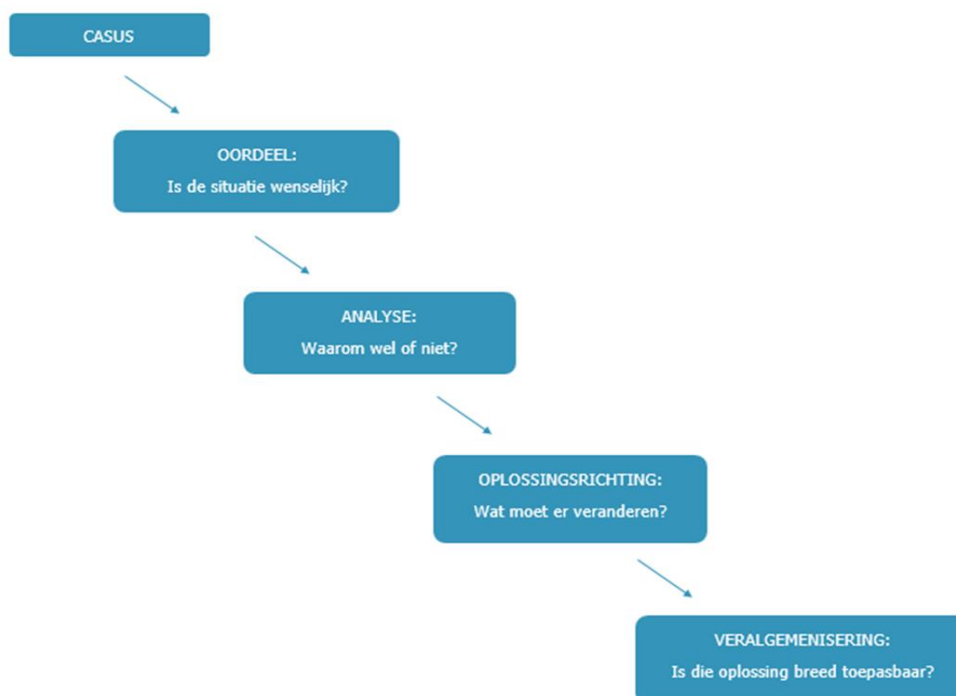 CASUS
OORDEEL:
Is de situatie wenselijk?
ANALYSE:
Waarom wel of niet?
OPLOSSINGSRICHTING:
Wat moet er veranderen?
VERALGEMENISERING:
Is die oplossing breed toepasbaar?